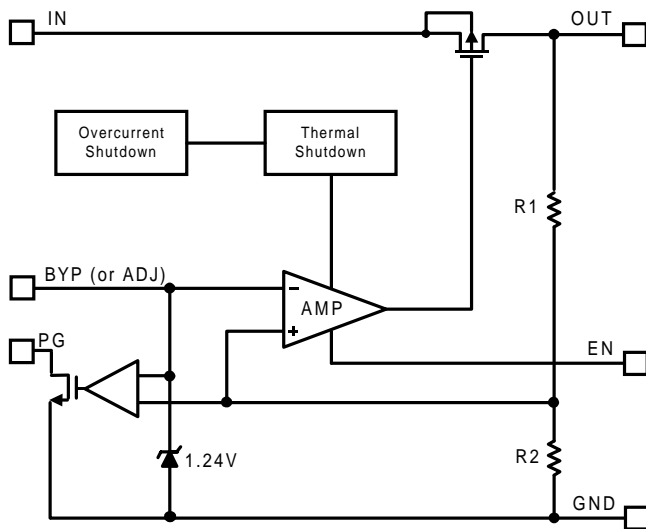 IN
OUT
Overcurrent
Shutdown
Thermal
Shutdown
R1
BYP (or ADJ)
−
AMP
+
PG
EN
1.24V
R2
GND